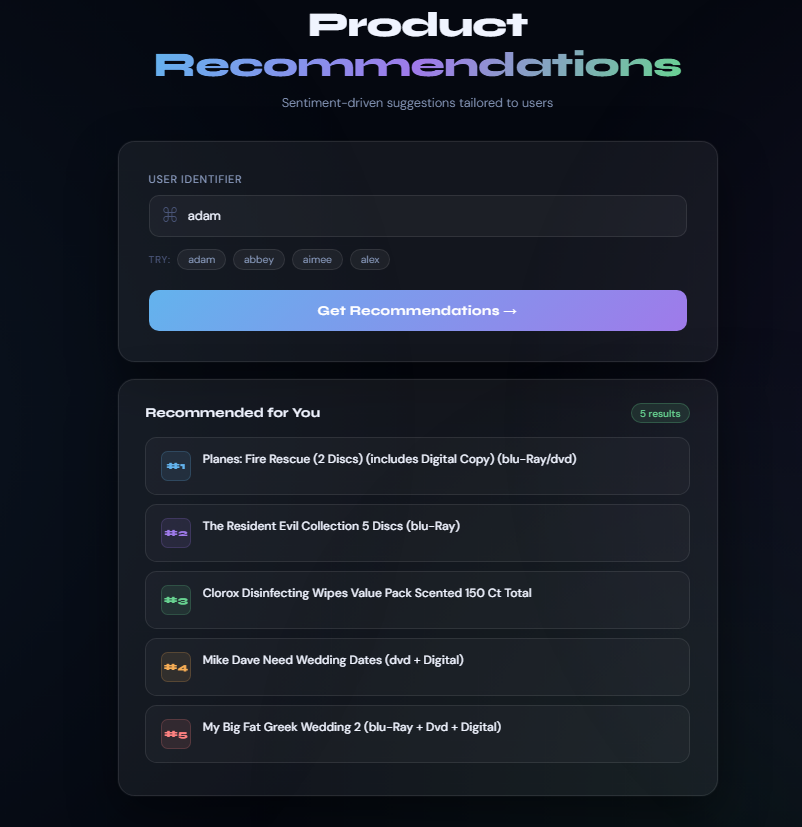 Product
Recommendations
Sentiment-driven suggestions tailored to users
USER IDENTIFIER
⌘ adam
TRY: adam abbey aimee alex
Get Recommendations →
Recommended for You 5 results
#1 Planes: Fire Rescue (2 Discs) (includes Digital Copy) (blu-Ray/dvd)
#2 The Resident Evil Collection 5 Discs (blu-Ray)
#3 Clorox Disinfecting Wipes Value Pack Scented 150 Ct Total
#4 Mike Dave Need Wedding Dates (dvd + Digital)
#5 My Big Fat Greek Wedding 2 (blu-Ray + Dvd + Digital)